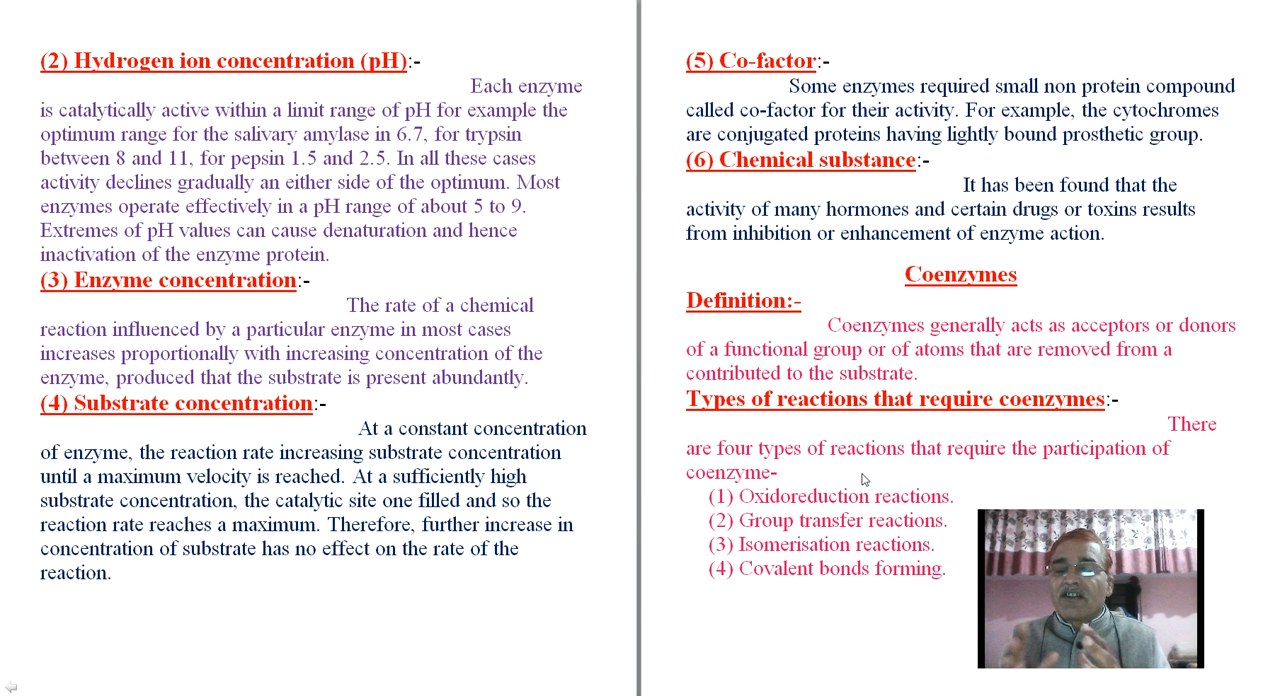 (2) Hydrogen ion concentration (pH):-
Each enzyme
is catalytically active within a limit range of pH for example the
optimum range for the salivary amylase in 6.7, for trypsin
between 8 and 11, for pepsin 1.5 and 2.5. In all these cases
activity declines gradually an either side of the optimum. Most
enzymes operate effectively in a pH range of about 5 to 9.
Extremes of pH values can cause denaturation and hence
inactivation of the enzyme protein.
(3) Enzyme concentration:-
The rate of a chemical
reaction influenced by a particular enzyme in most cases
increases proportionally with increasing concentration of the
enzyme, produced that the substrate is present abundantly.
(4) Substrate concentration:-
At a constant concentration
of enzyme, the reaction rate increasing substrate concentration
until a maximum velocity is reached. At a sufficiently high
substrate concentration, the catalytic site one filled and so the
reaction rate reaches a maximum. Therefore, further increase in
concentration of substrate has no effect on the rate of the
reaction.
(5) Co-factor:-
Some enzymes required small non protein compound
called co-factor for their activity. For example, the cytochromes
are conjugated proteins having lightly bound prosthetic group.
(6) Chemical substance:-
It has been found that the
activity of many hormones and certain drugs or toxins results
from inhibition or enhancement of enzyme action.
Coenzymes
Definition:-
Coenzymes generally acts as acceptors or donors
of a functional group or of atoms that are removed from a
contributed to the substrate.
Types of reactions that require coenzymes:-
There
are four types of reactions that require the participation of
coenzyme-
(1) Oxidoreduction reactions.
(2) Group transfer reactions.
(3) Isomerisation reactions.
(4) Covalent bonds forming.